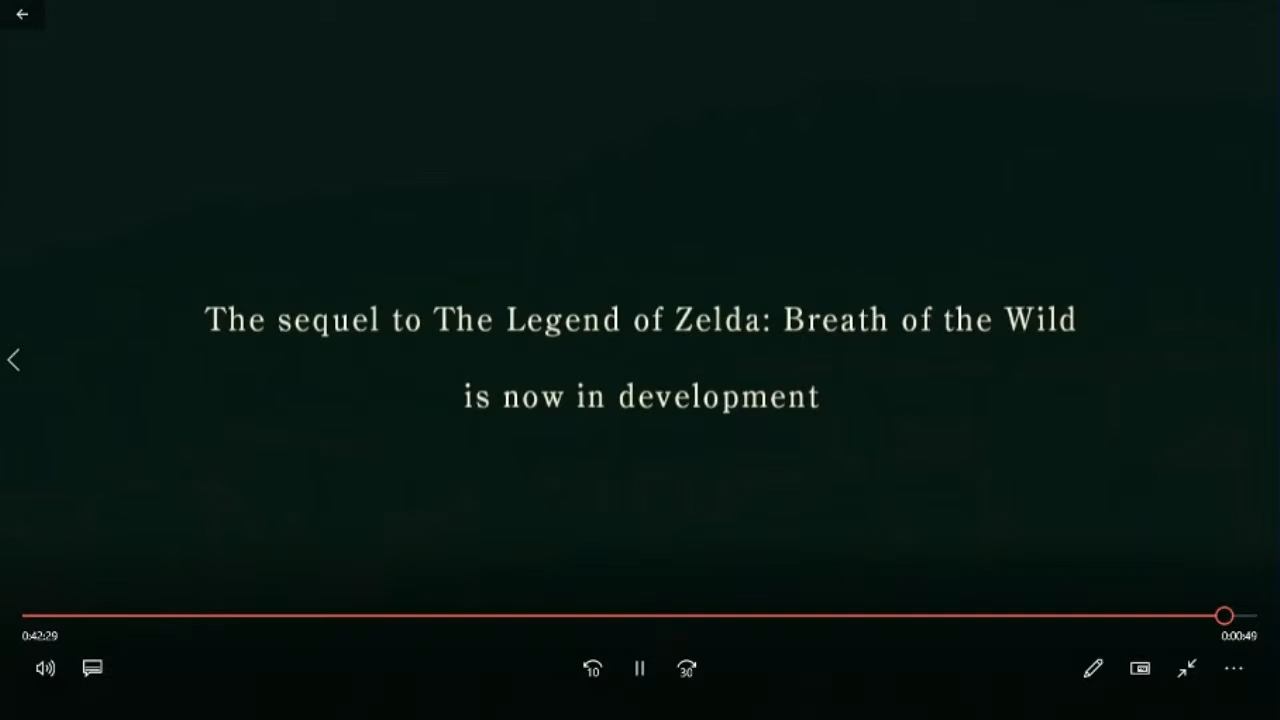 The sequel to The Legend of Zelda: Breath of the Wild
is now in development
0:42:29
0:00:49
10
30